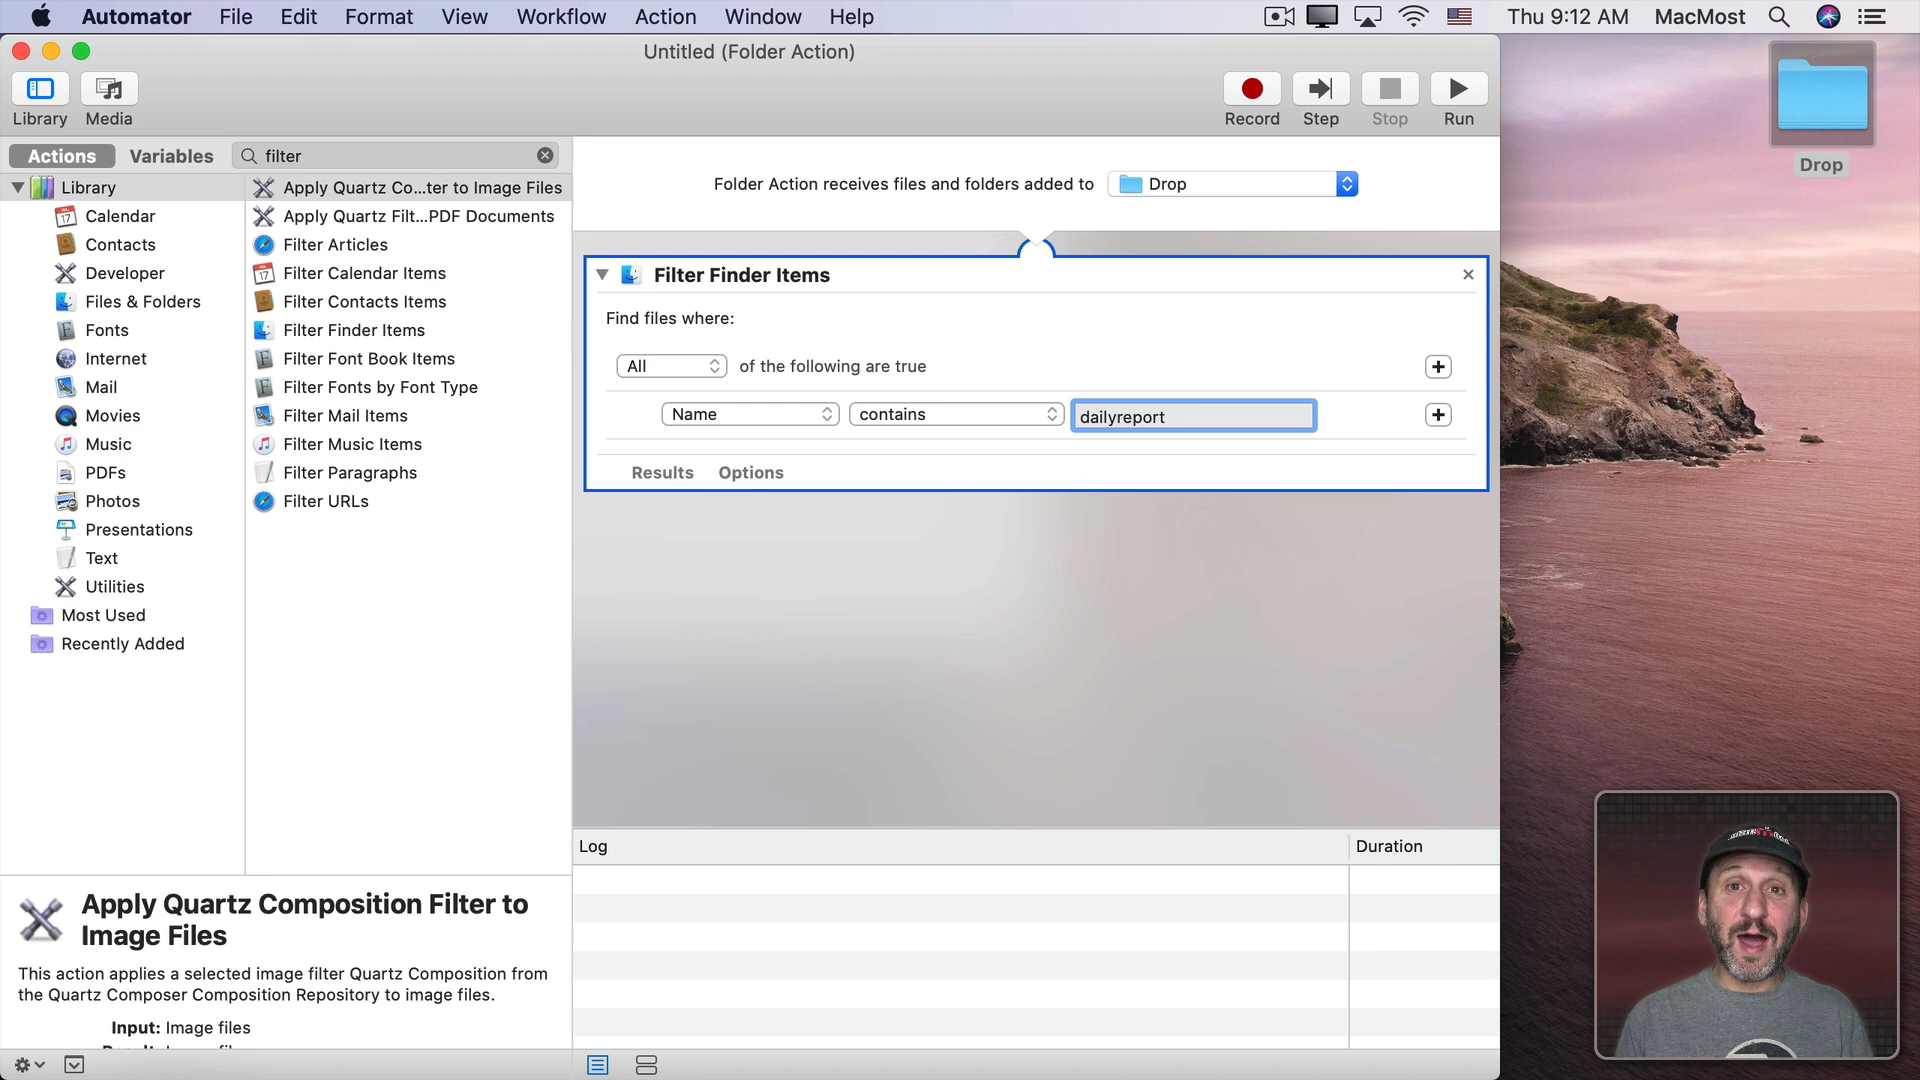 Automator File Edit Format View Workflow Action Window Help Thu 9:12 AM MacMost
Untitled (Folder Action)
Library Media Record Step Stop Run
Drop
Actions Variables filter
Library
Calendar
Contacts
Developer
Files & Folders
Fonts
Internet
Mail
Movies
Music
PDFs
Photos
Presentations
Text
Utilities
Most Used
Recently Added
Apply Quartz Co...ter to Image Files
Apply Quartz Filt...PDF Documents
Filter Articles
Filter Calendar Items
Filter Contacts Items
Filter Finder Items
Filter Font Book Items
Filter Fonts by Font Type
Filter Mail Items
Filter Music Items
Filter Paragraphs
Filter URLs
Folder Action receives files and folders added to Drop
Filter Finder Items
Find files where:
All of the following are true
Name contains dailyreport
Results Options
Log Duration
Apply Quartz Composition Filter to
Image Files
This action applies a selected image filter Quartz Composition from
the Quartz Composer Composition Repository to image files.
Input: Image files